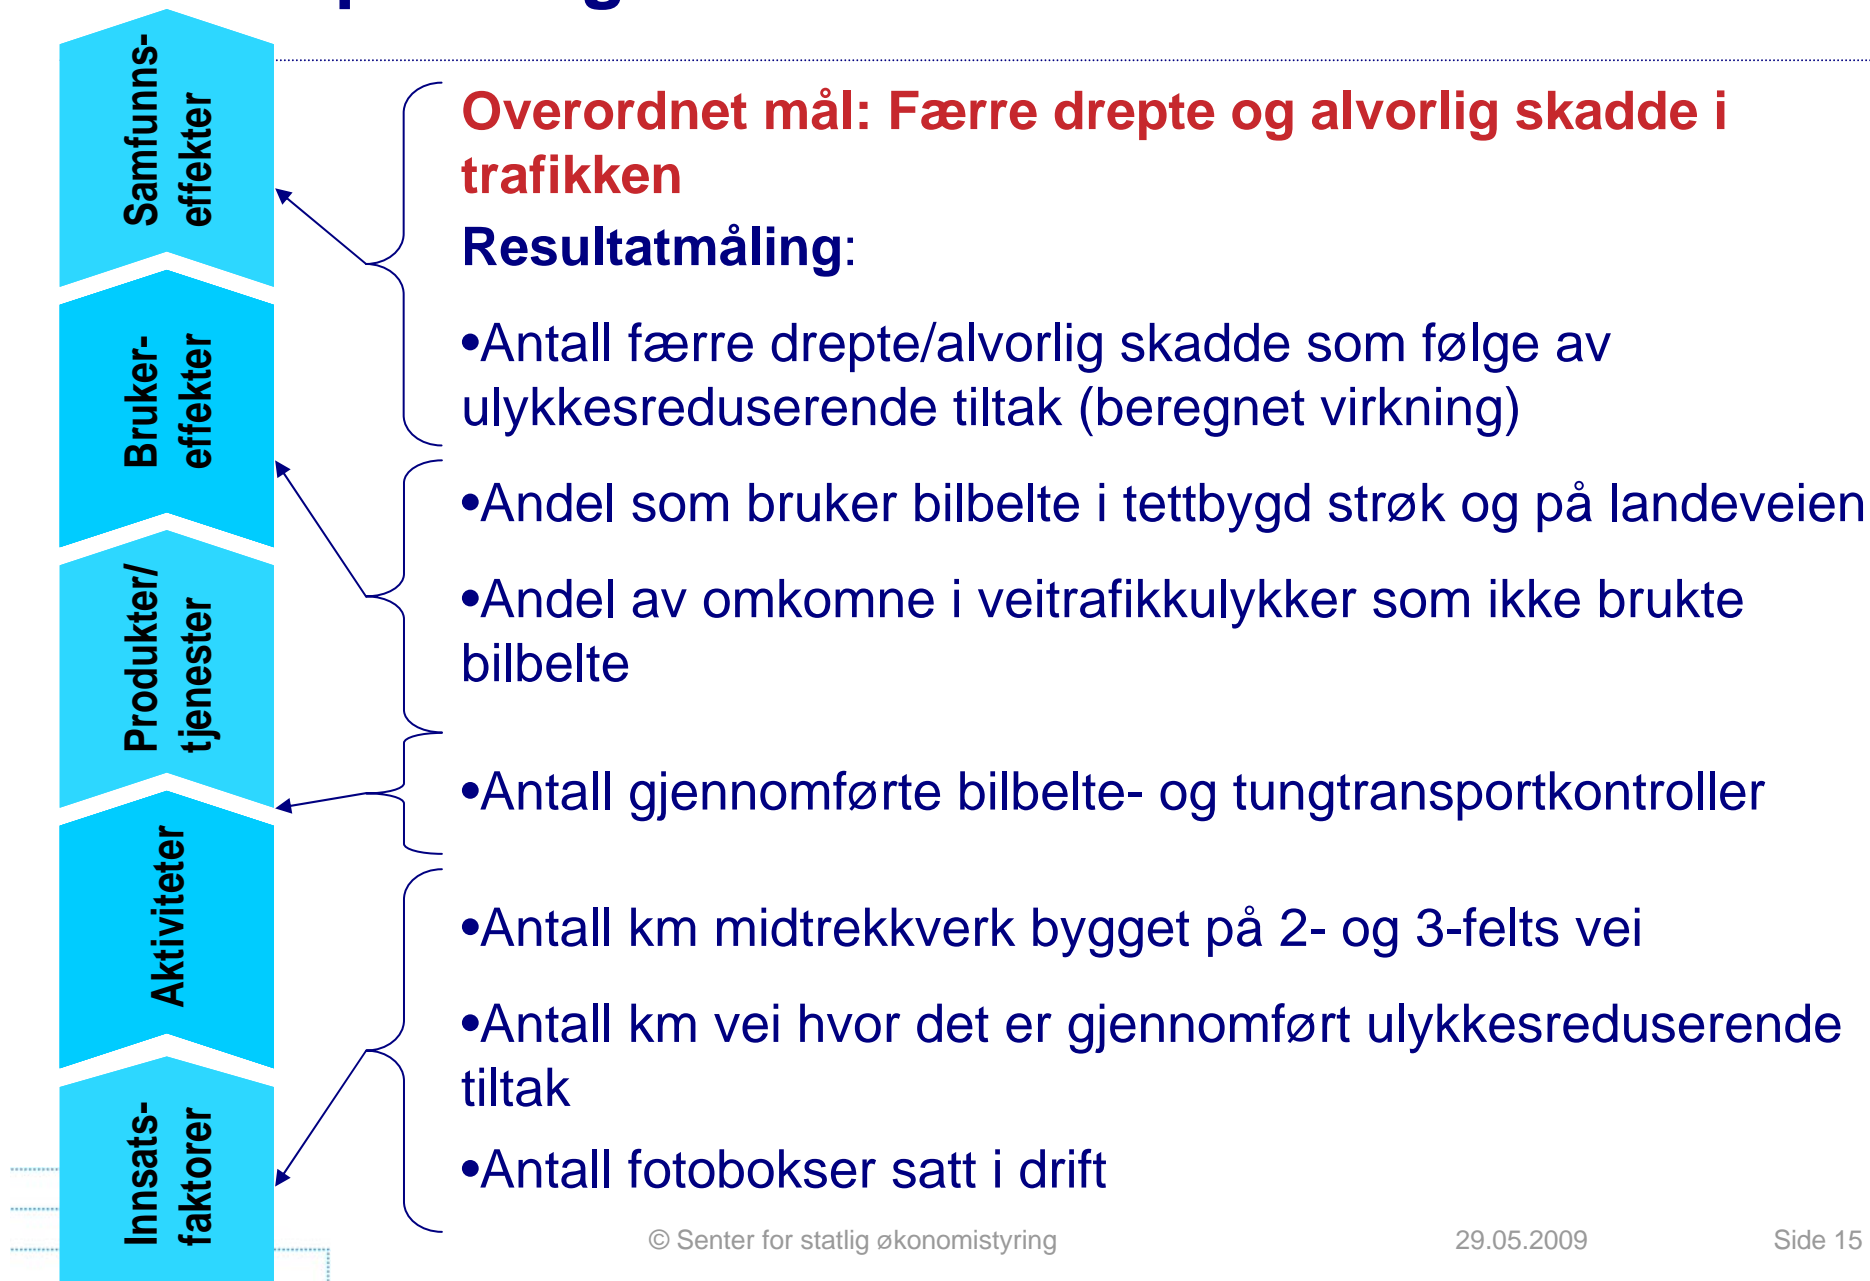 Samfunns-
effekter
Bruker-
effekter
Produkter/
tjenester
Aktiviteter
Innsats-
faktorer
Overordnet mål: Færre drepte og alvorlig skadde i
trafikken
Resultatmåling:
•Antall færre drepte/alvorlig skadde som følge av
ulykkesreduserende tiltak (beregnet virkning)
•Andel som bruker bilbelte i tettbygd strøk og på landeveien
•Andel av omkomne i veitrafikkulykker som ikke brukte
bilbelte
•Antall gjennomførte bilbelte- og tungtransportkontroller
•Antall km midtrekkverk bygget på 2- og 3-felts vei
•Antall km vei hvor det er gjennomført ulykkesreduserende
tiltak
•Antall fotobokser satt i drift
© Senter for statlig økonomistyring
29.05.2009
Side 15